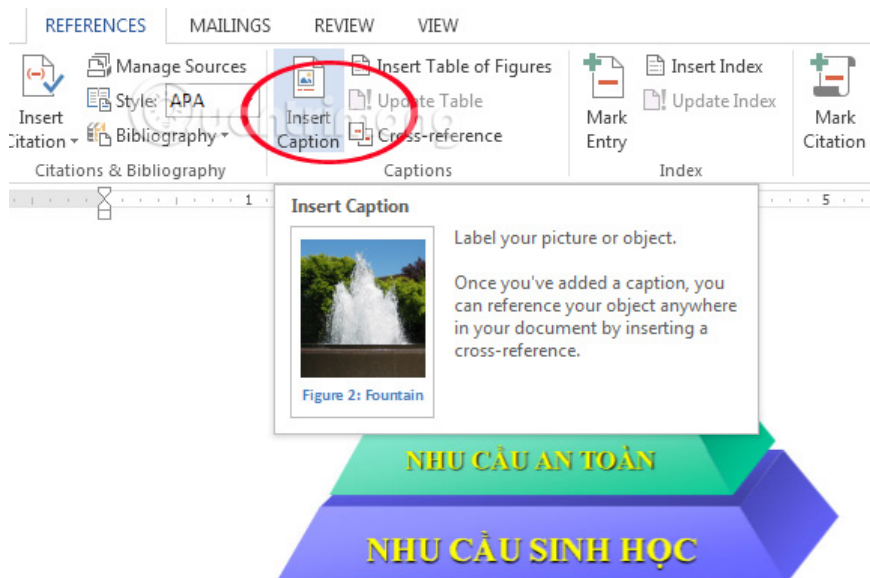 REFERENCES MAILINGS REVIEW VIEW
Manage Sources
Style: APA
Bibliography
Insert
Citation
Citations & Bibliography
Insert
Caption
Insert Table of Figures
Update Table
Cross-reference
Captions
Mark
Entry
Insert Index
Update Index
Index
Mark
Citation
Quantrimang
1 5
Insert Caption
Label your picture or object.
Once you've added a caption, you
can reference your object anywhere
in your document by inserting a
cross-reference.
Figure 2: Fountain
NHU CẦU AN TOÀN
NHU CẦU SINH HỌC